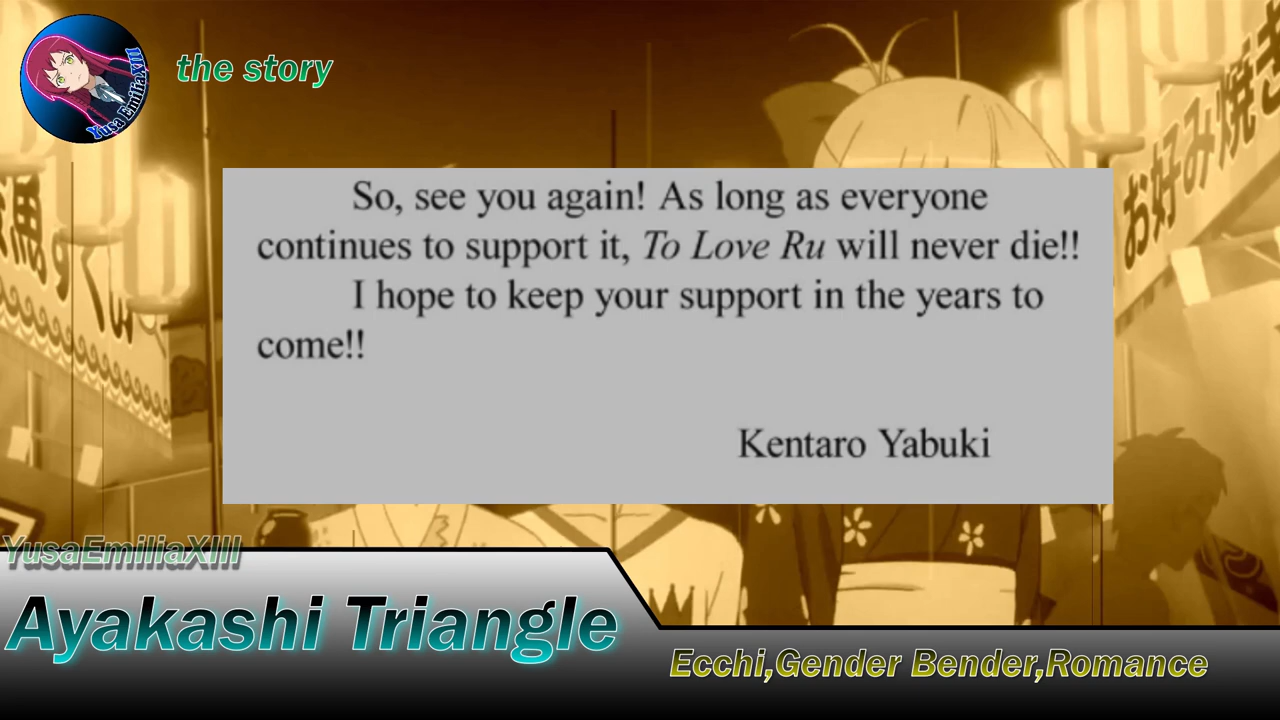 Yusa EmiliaXIII
the story
お好み焼き
So, see you again! As long as everyone
continues to support it, To Love Ru will never die!!
I hope to keep your support in the years to
come!!
Kentaro Yabuki
YusaEmiliaXIII
Ayakashi Triangle
Ecchi,Gender Bender,Romance